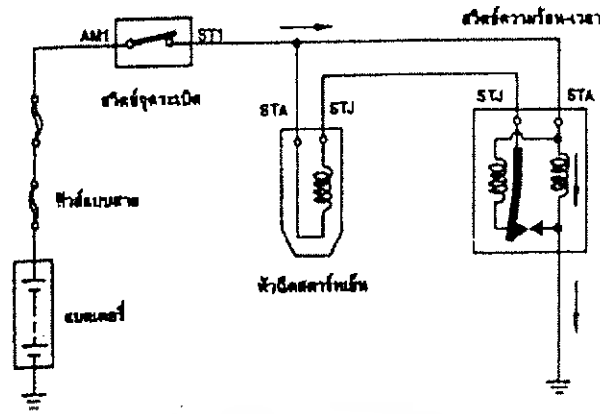 สวิตช์ความร้อน-เวลา
AM1
ST1
สวิตช์จุดระเบิด
STA
STJ
STJ
STA
ฟิวส์แบบสาย
หัวฉีดสตาร์ทเย็น
แบตเตอรี่